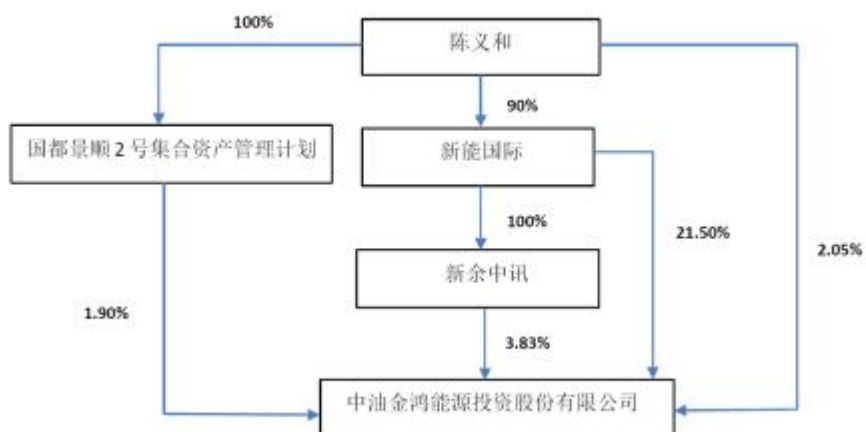 100%
陈义和
90%
国都景顺 2 号集合资产管理计划
新能国际
100%
21.50%
2.05%
新余中讯
1.90%
3.83%
中油金鸿能源投资股份有限公司